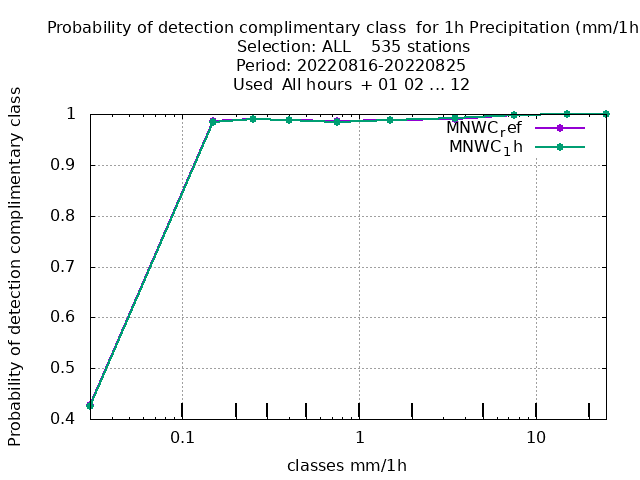 Probability of detection complimentary class  for 1h Precipitation (mm/1h
Selection: ALL    535 stations
Period: 20220816-20220825
Used  All hours  + 01 02 ... 12
Probability of detection complimentary class
1
0.9
0.8
0.7
0.6
0.5
0.4
MNWCref
MNWC1h
0.1
1
10
classes mm/1h